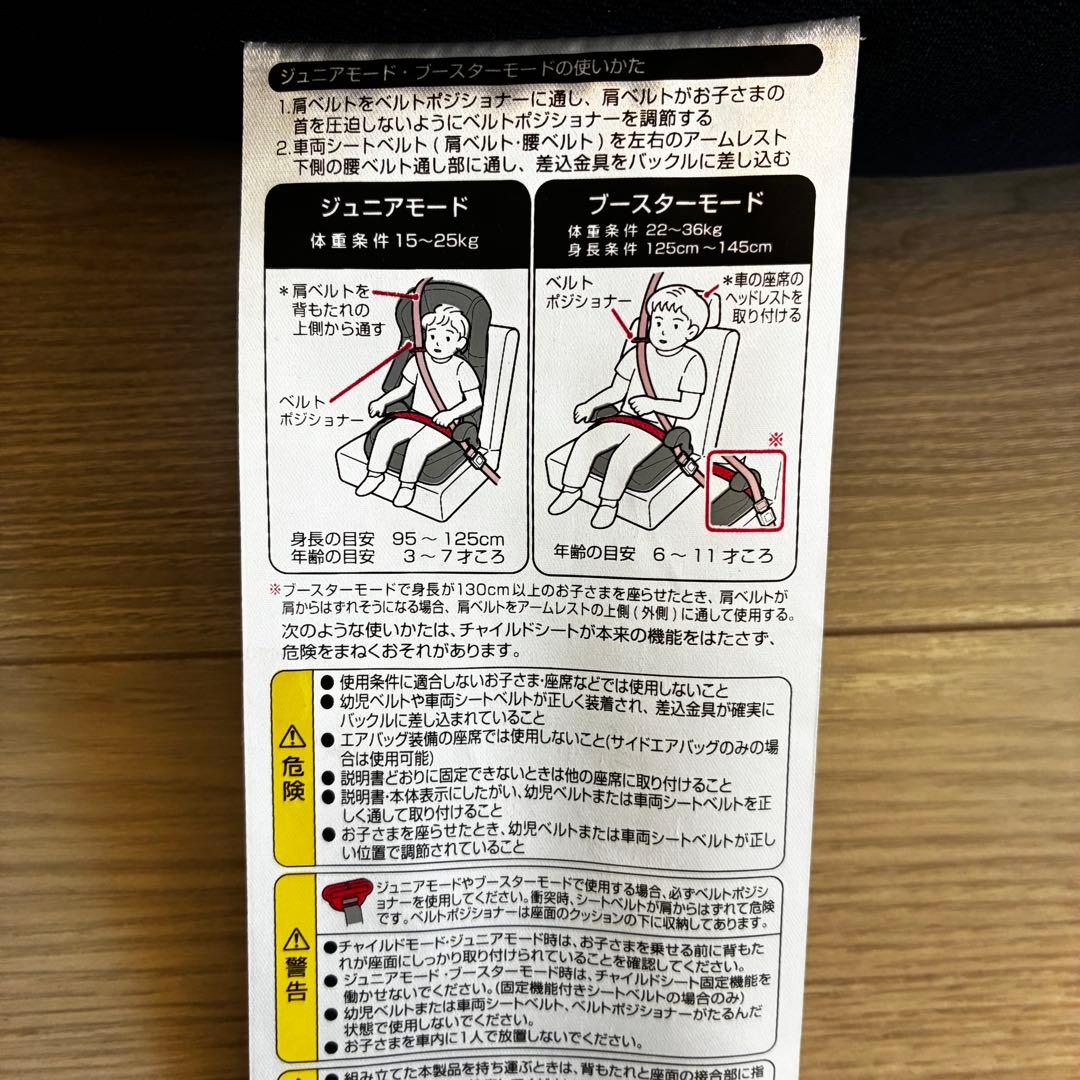 ジュニアモード・ブースターモードの使いかた
1.肩ベルトをベルトポジショナーに通し、肩ベルトがお子さまの
首を圧迫しないようにベルトポジショナーを調節する
2.車両シートベルト(肩ベルト・腰ベルト)を左右のアームレスト
下側の腰ベルト通し部に通し、差込金具をバックルに差し込む
ジュニアモード
体重条件 15～25kg
*肩ベルトを
背もたれの
上側から通す
ベルト
ポジショナー
身長の目安 95～125cm
年齢の目安 3～7才ころ
ブースターモード
体重条件 22～36kg
身長条件 125cm～145cm
ベルト
ポジショナー
*車の座席の
ヘッドレストを
取り付ける
※
年齢の目安 6～11才ころ
※ブースターモードで身長が130cm以上のお子さまを座らせたとき、肩ベルトが
肩からはずれそうになる場合、肩ベルトをアームレストの上側(外側)に通して使用する。
次のような使いかたは、チャイルドシートが本来の機能をはたさず、
危険をまねくおそれがあります。
危険
●使用条件に適合しないお子さま・座席などでは使用しないこと
●幼児ベルトや車両シートベルトが正しく装着され、差込金具が確実に
バックルに差し込まれていること
●エアバッグ装備の座席では使用しないこと(サイドエアバッグのみの場
合は使用可能)
●説明書どおりに固定できないときは他の座席に取り付けること
●説明書・本体表示にしたがい、幼児ベルトまたは車両シートベルトを正
しく通して取り付けること
●お子さまを座らせたとき、幼児ベルトまたは車両シートベルトが正し
い位置で調節されていること
警告
ジュニアモードやブースターモードで使用する場合、必ずベルトポジシ
ョナーを使用してください。衝突時、シートベルトが肩からはずれて危険
です。ベルトポジショナーは座面のクッションの下に収納してあります。
●チャイルドモード・ジュニアモード時は、お子さまを乗せる前に背もた
れが座面にしっかり取り付けられていることを確認してください。
●ジュニアモード・ブースターモード時は、チャイルドシート固定機能を
働かせないでください。(固定機能付きシートベルトの場合のみ)
●幼児ベルトまたは車両シートベルト、ベルトポジショナーがたるんだ
状態で使用しないでください。
●お子さまを車内に1人で放置しないでください。
●組み立てた本製品を持ち運ぶときは、背もたれと座面の接合部に指